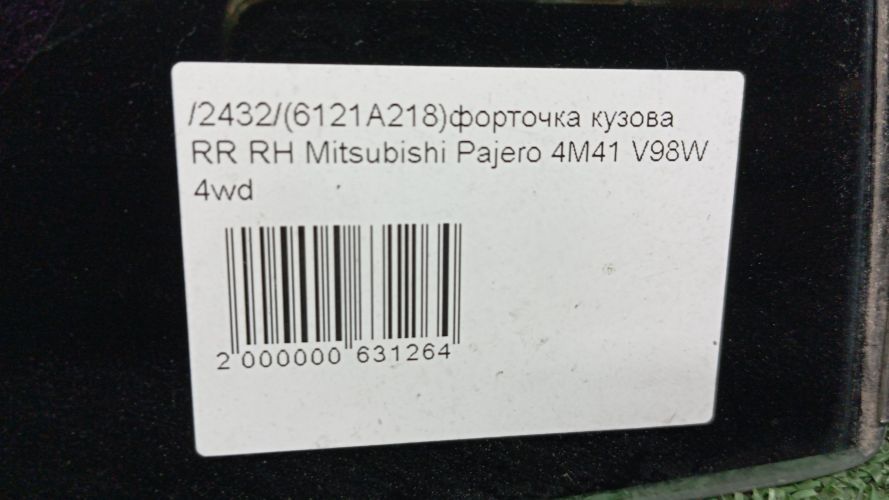 /2432/(6121A218)форточка кузова
RR RH Mitsubishi Pajero 4M41 V98W
4wd
2 000000 631264